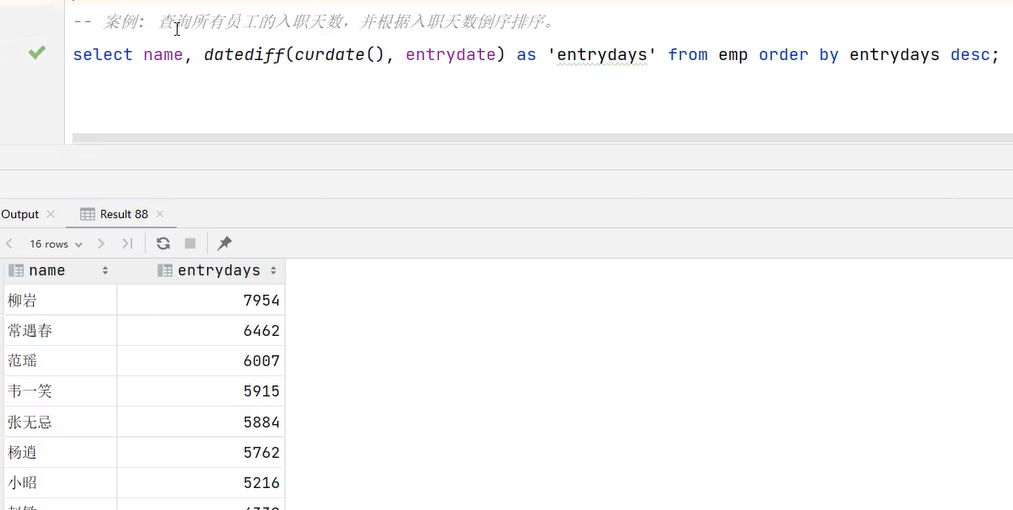 -- 案例: 查询所有员工的入职天数，并根据入职天数倒序排序。
select name, datediff(curdate(), entrydate) as 'entrydays' from emp order by entrydays desc;
Output
Result 88
16 rows
name entrydays
柳岩 7954
常遇春 6462
范瑶 6007
韦一笑 5915
张无忌 5884
杨逍 5762
小昭 5216